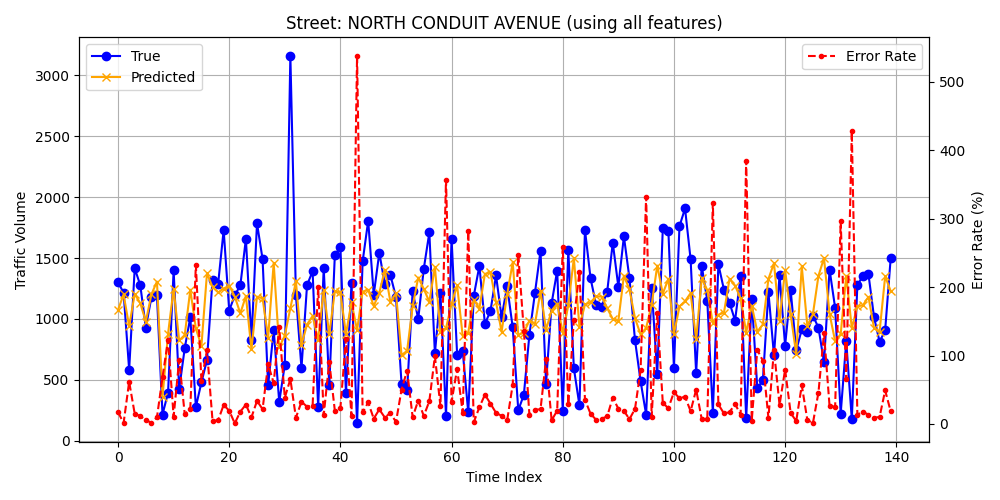 Street: NORTH CONDUIT AVENUE (using all features)
True
Predicted
Error Rate
3000
2500
2000
1500
1000
500
0
Traffic Volume
500
400
300
200
100
0
Error Rate (%)
0 20 40 60 80 100 120 140
Time Index